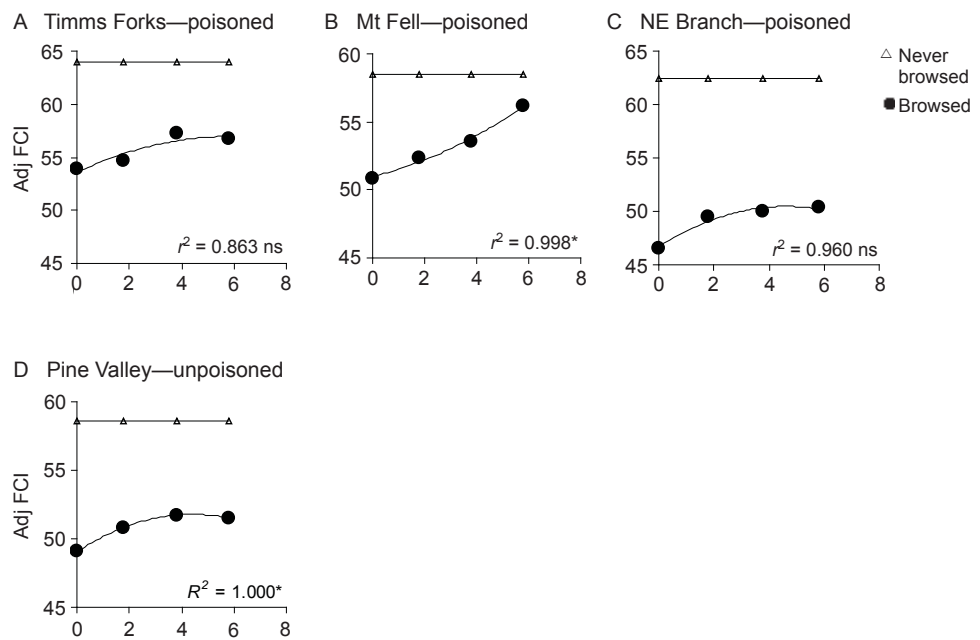 A Timms Forks—poisoned
B Mt Fell—poisoned
C NE Branch—poisoned
65
60
55
50
45
Adj FCI
0 2 4 6 8
r² = 0.863 ns
60
55
50
45
0 2 4 6 8
r² = 0.998*
65
60
55
50
45
0 2 4 6 8
r² = 0.960 ns
Never
browsed
Browsed
D Pine Valley—unpoisoned
60
55
50
45
Adj FCI
0 2 4 6 8
R² = 1.000*